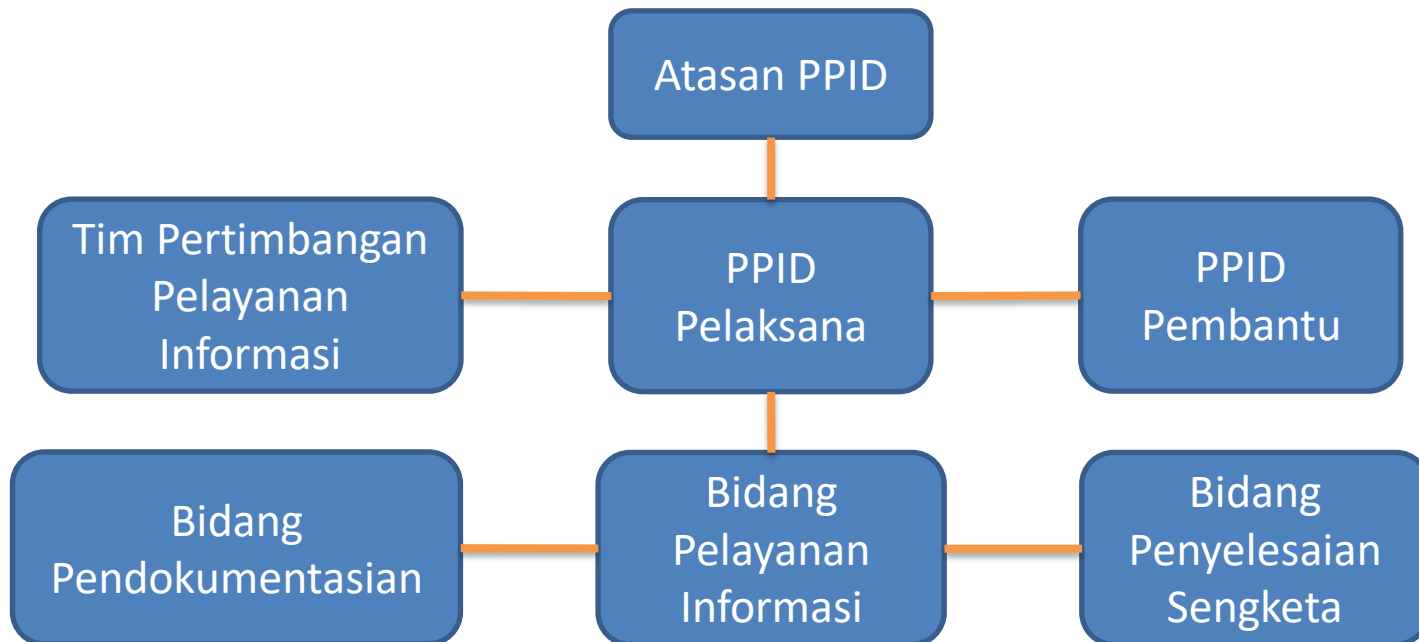 Atasan PPID
Tim Pertimbangan
Pelayanan
Informasi
PPID
Pelaksana
PPID
Pembantu
Bidang
Pendokumentasian
Bidang
Pelayanan
Informasi
Bidang
Penyelesaian
Sengketa